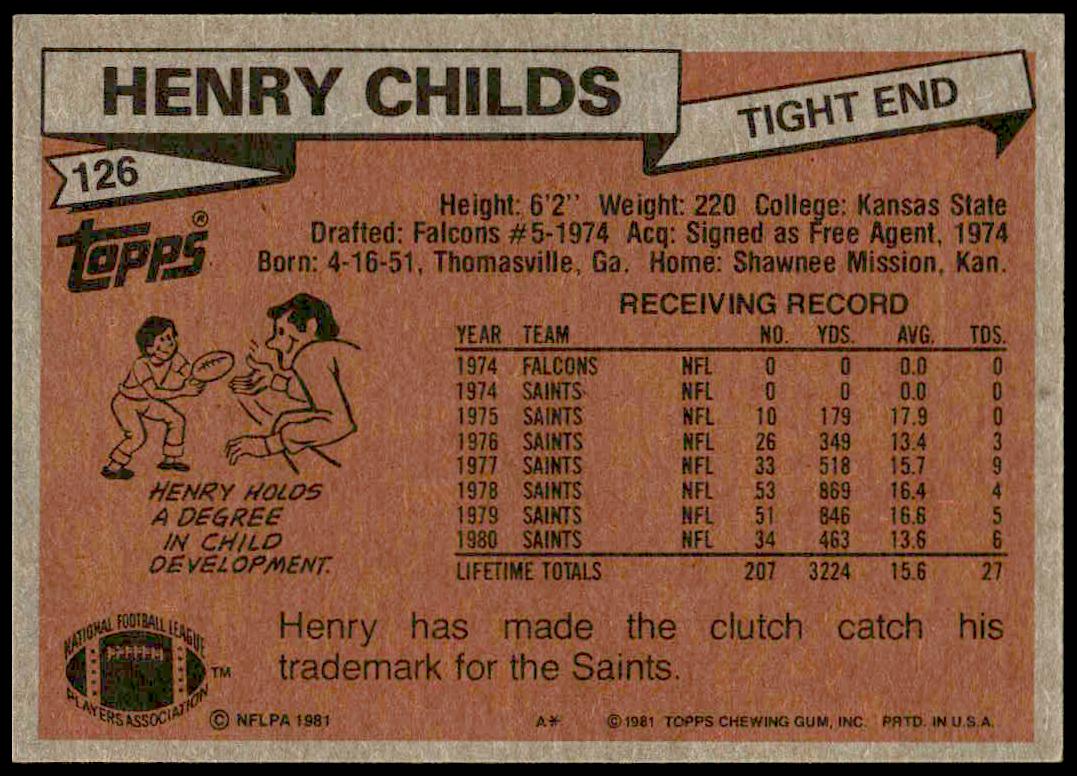 HENRY CHILDS
TIGHT END
126
Topps®
Height: 6'2" Weight: 220 College: Kansas State
Drafted: Falcons #5-1974 Acq: Signed as Free Agent, 1974
Born: 4-16-51, Thomasville, Ga. Home: Shawnee Mission, Kan.
RECEIVING RECORD
YEAR TEAM NO. YDS. AVG. TDS.
1974 FALCONS NFL 0 0 0.0 0
1974 SAINTS NFL 0 0 0.0 0
1975 SAINTS NFL 10 179 17.9 0
1976 SAINTS NFL 26 349 13.4 3
1977 SAINTS NFL 33 518 15.7 9
1978 SAINTS NFL 53 869 16.4 4
1979 SAINTS NFL 51 846 16.6 5
1980 SAINTS NFL 34 463 13.6 6
LIFETIME TOTALS 207 3224 15.6 27
HENRY HOLDS
A DEGREE
IN CHILD
DEVELOPMENT.
Henry has made the clutch catch his
trademark for the Saints.
NATIONAL FOOTBALL LEAGUE
PLAYERS ASSOCIATION
TM
© NFLPA 1981 A* © 1981 TOPPS CHEWING GUM, INC. PRTD. IN U.S.A.